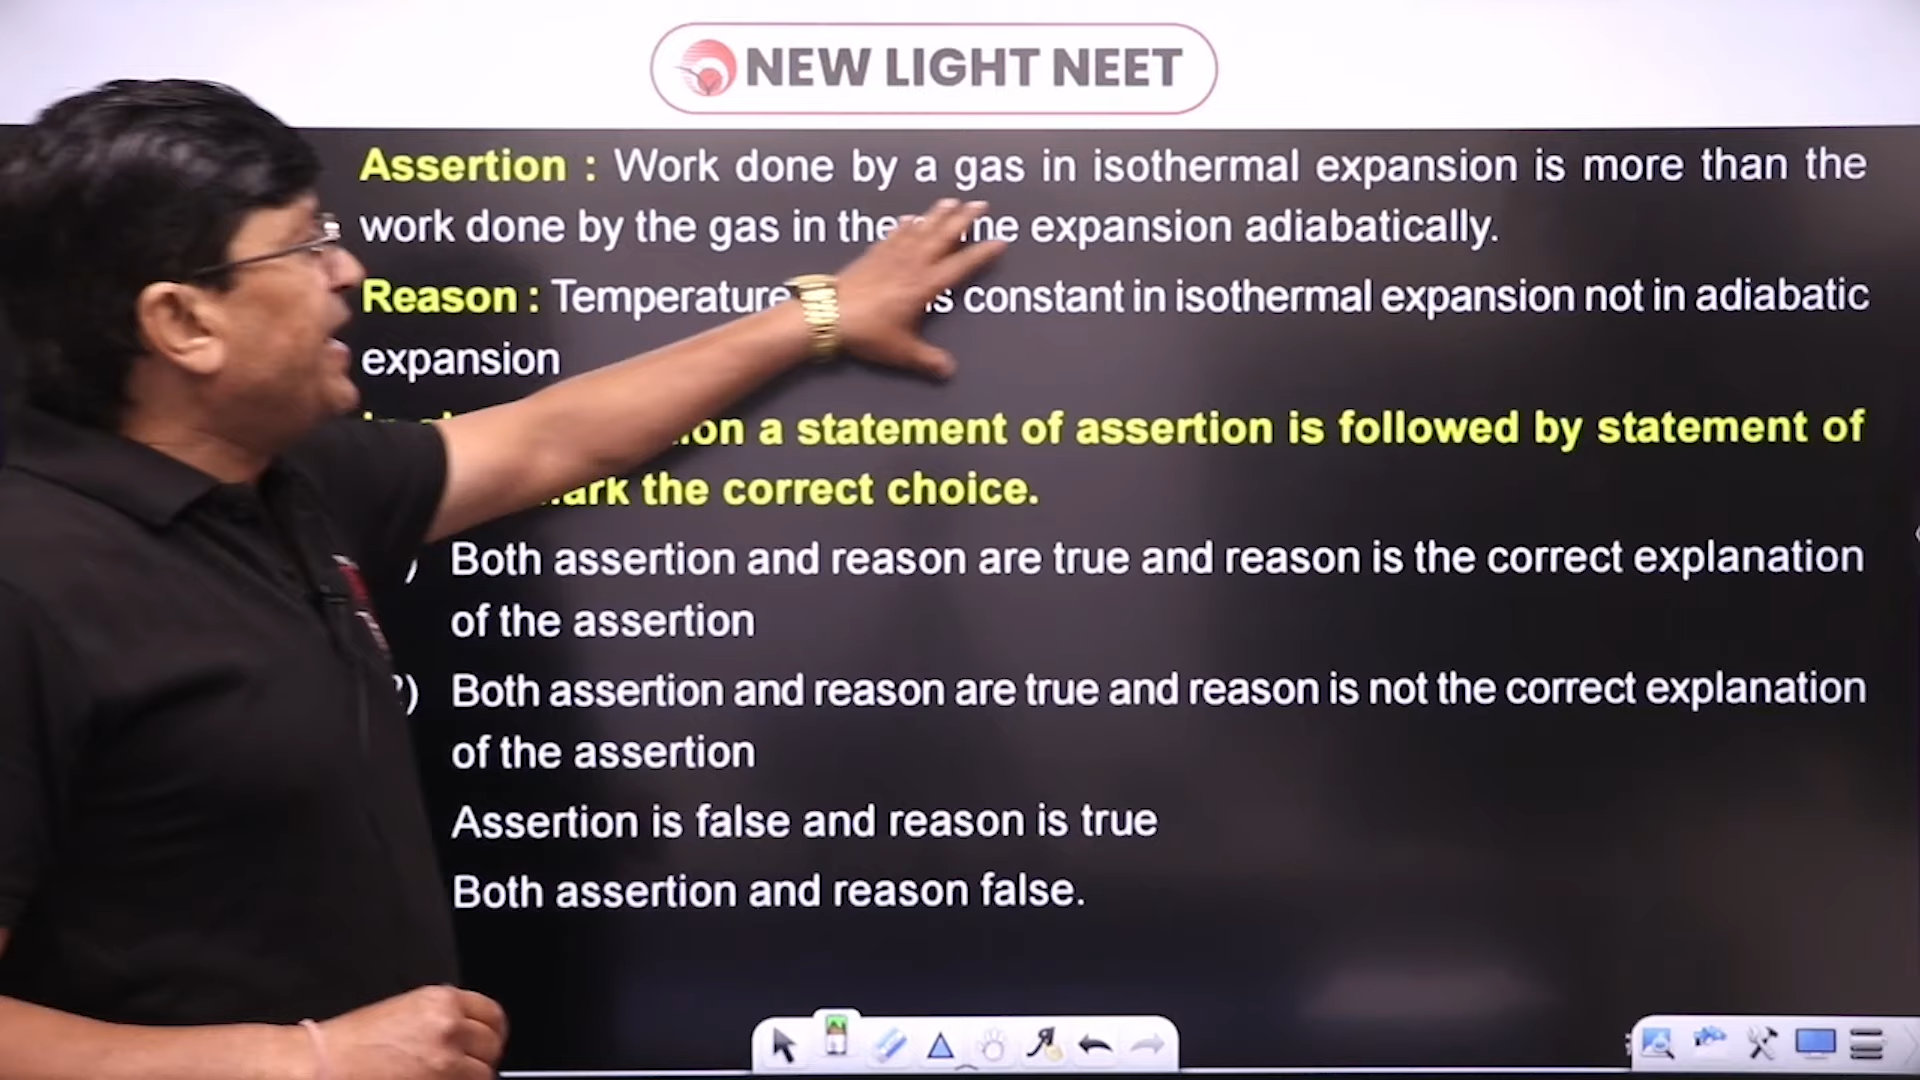 NEW LIGHT NEET
Assertion : Work done by a gas in isothermal expansion is more than the
work done by the gas in expansion adiabatically.
Reason : Temperature constant in isothermal expansion not in adiabatic
expansion
a statement of assertion is followed by statement of
the correct choice.
Both assertion and reason are true and reason is the correct explanation
of the assertion
Both assertion and reason are true and reason is not the correct explanation
of the assertion
Assertion is false and reason is true
Both assertion and reason false.